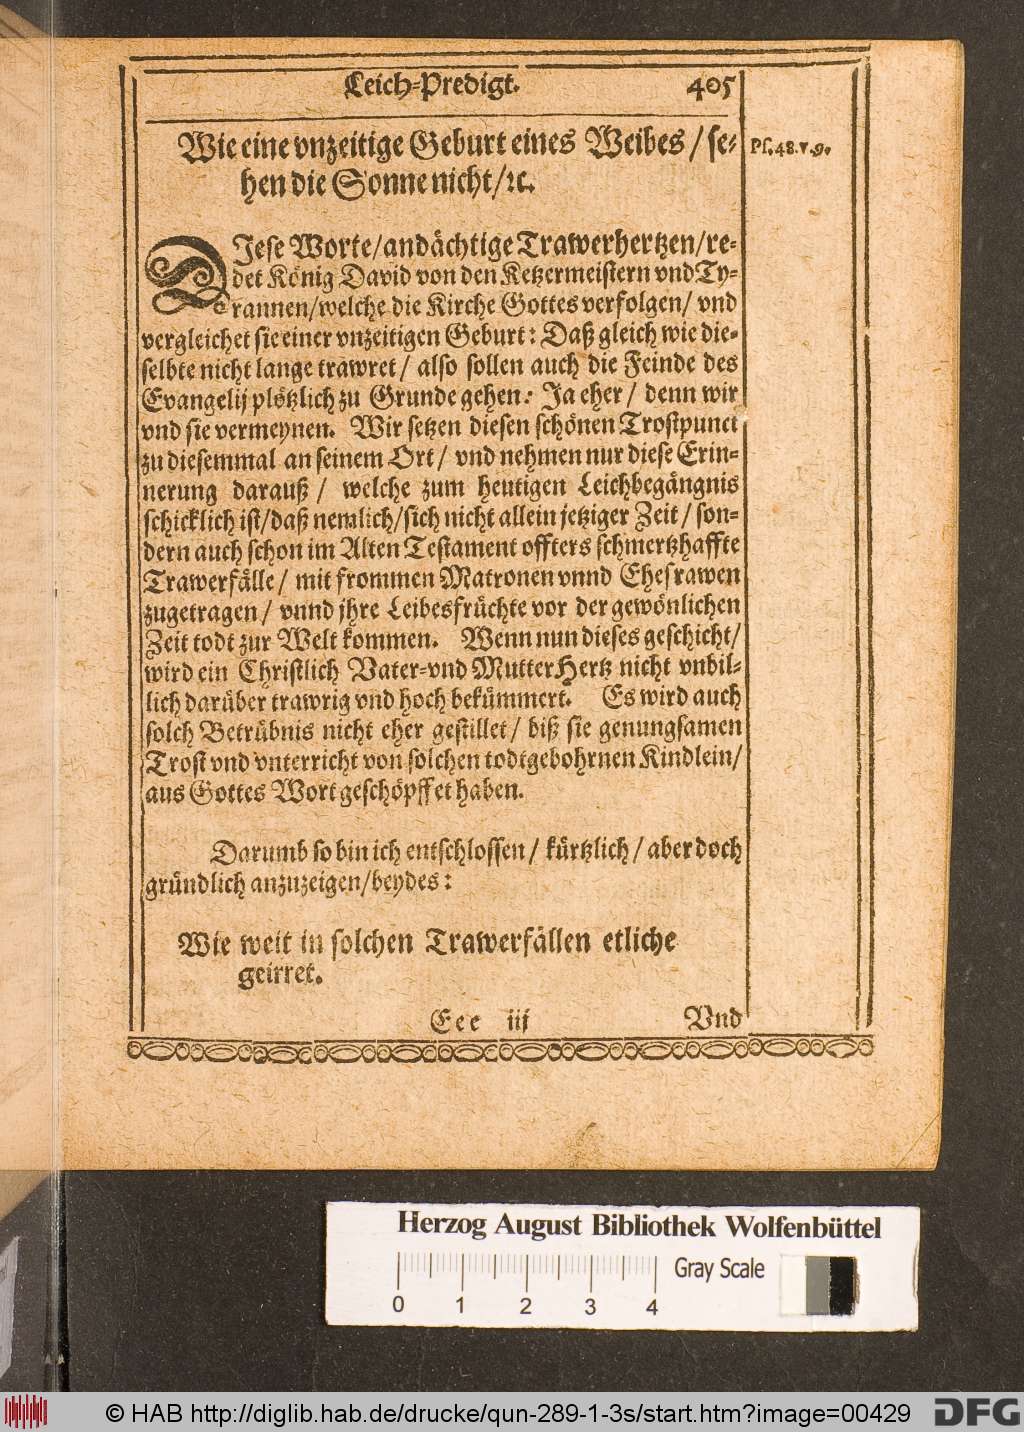 Leich-Predigt. 405
Wie eine vnzeitige Geburt eines Weibes / se-
hen die Sonne nicht/ ꝛc.
Ps. 48. v. 9.
DIese Worte/ andächtige Trawerhertzen/ re-
det König David von den Ketzermeistern vnd Ty-
rannen/ welche die Kirche Gottes verfolgen/ vnd
vergleichet sie einer vnzeitigen Geburt: Daß gleich wie die-
selbte nicht lange trawret/ also sollen auch die Feinde des
Evangelij plötzlich zu Grunde gehen: Ja eher/ denn wir
vnd sie vermeynen. Wir setzen diesen schönen Trostpunct
zu diesemmal an seinem Ort/ vnd nehmen nur diese Erin-
nerung darauß/ welche zum heutigen Leichbegängnis
schicklich ist/ daß nemlich/ sich nicht allein jetziger Zeit/ son-
dern auch schon im Alten Testament offters schmertzhaffte
Trawerfälle/ mit frommen Matronen vnnd Ehefrawen
zugetragen/ vnnd jhre Leibesfrüchte vor der gewönlichen
Zeit todt zur Welt kommen. Wenn nun dieses geschicht/
wird ein Christlich Vater- vnd Mutter Hertz nicht vnbil-
lich darüber trawrig vnd hoch bekümmert. Es wird auch
solch Betrübnis nicht eher gestillet/ biß sie genungsamen
Trost vnd vnterricht von solchen todtgebohrnen Kindlein/
aus Gottes Wort geschöpffet haben.
Darumb so bin ich entschlossen/ kürtzlich/ aber doch
gründlich anzuzeigen/ beydes:
Wie weit in solchen Trawerfällen etliche
geirret.
Eee iij Vnd
Herzog August Bibliothek Wolfenbüttel
Gray Scale
0 1 2 3 4
© HAB http://diglib.hab.de/drucke/qun-289-1-3s/start.htm?image=00429
DFG